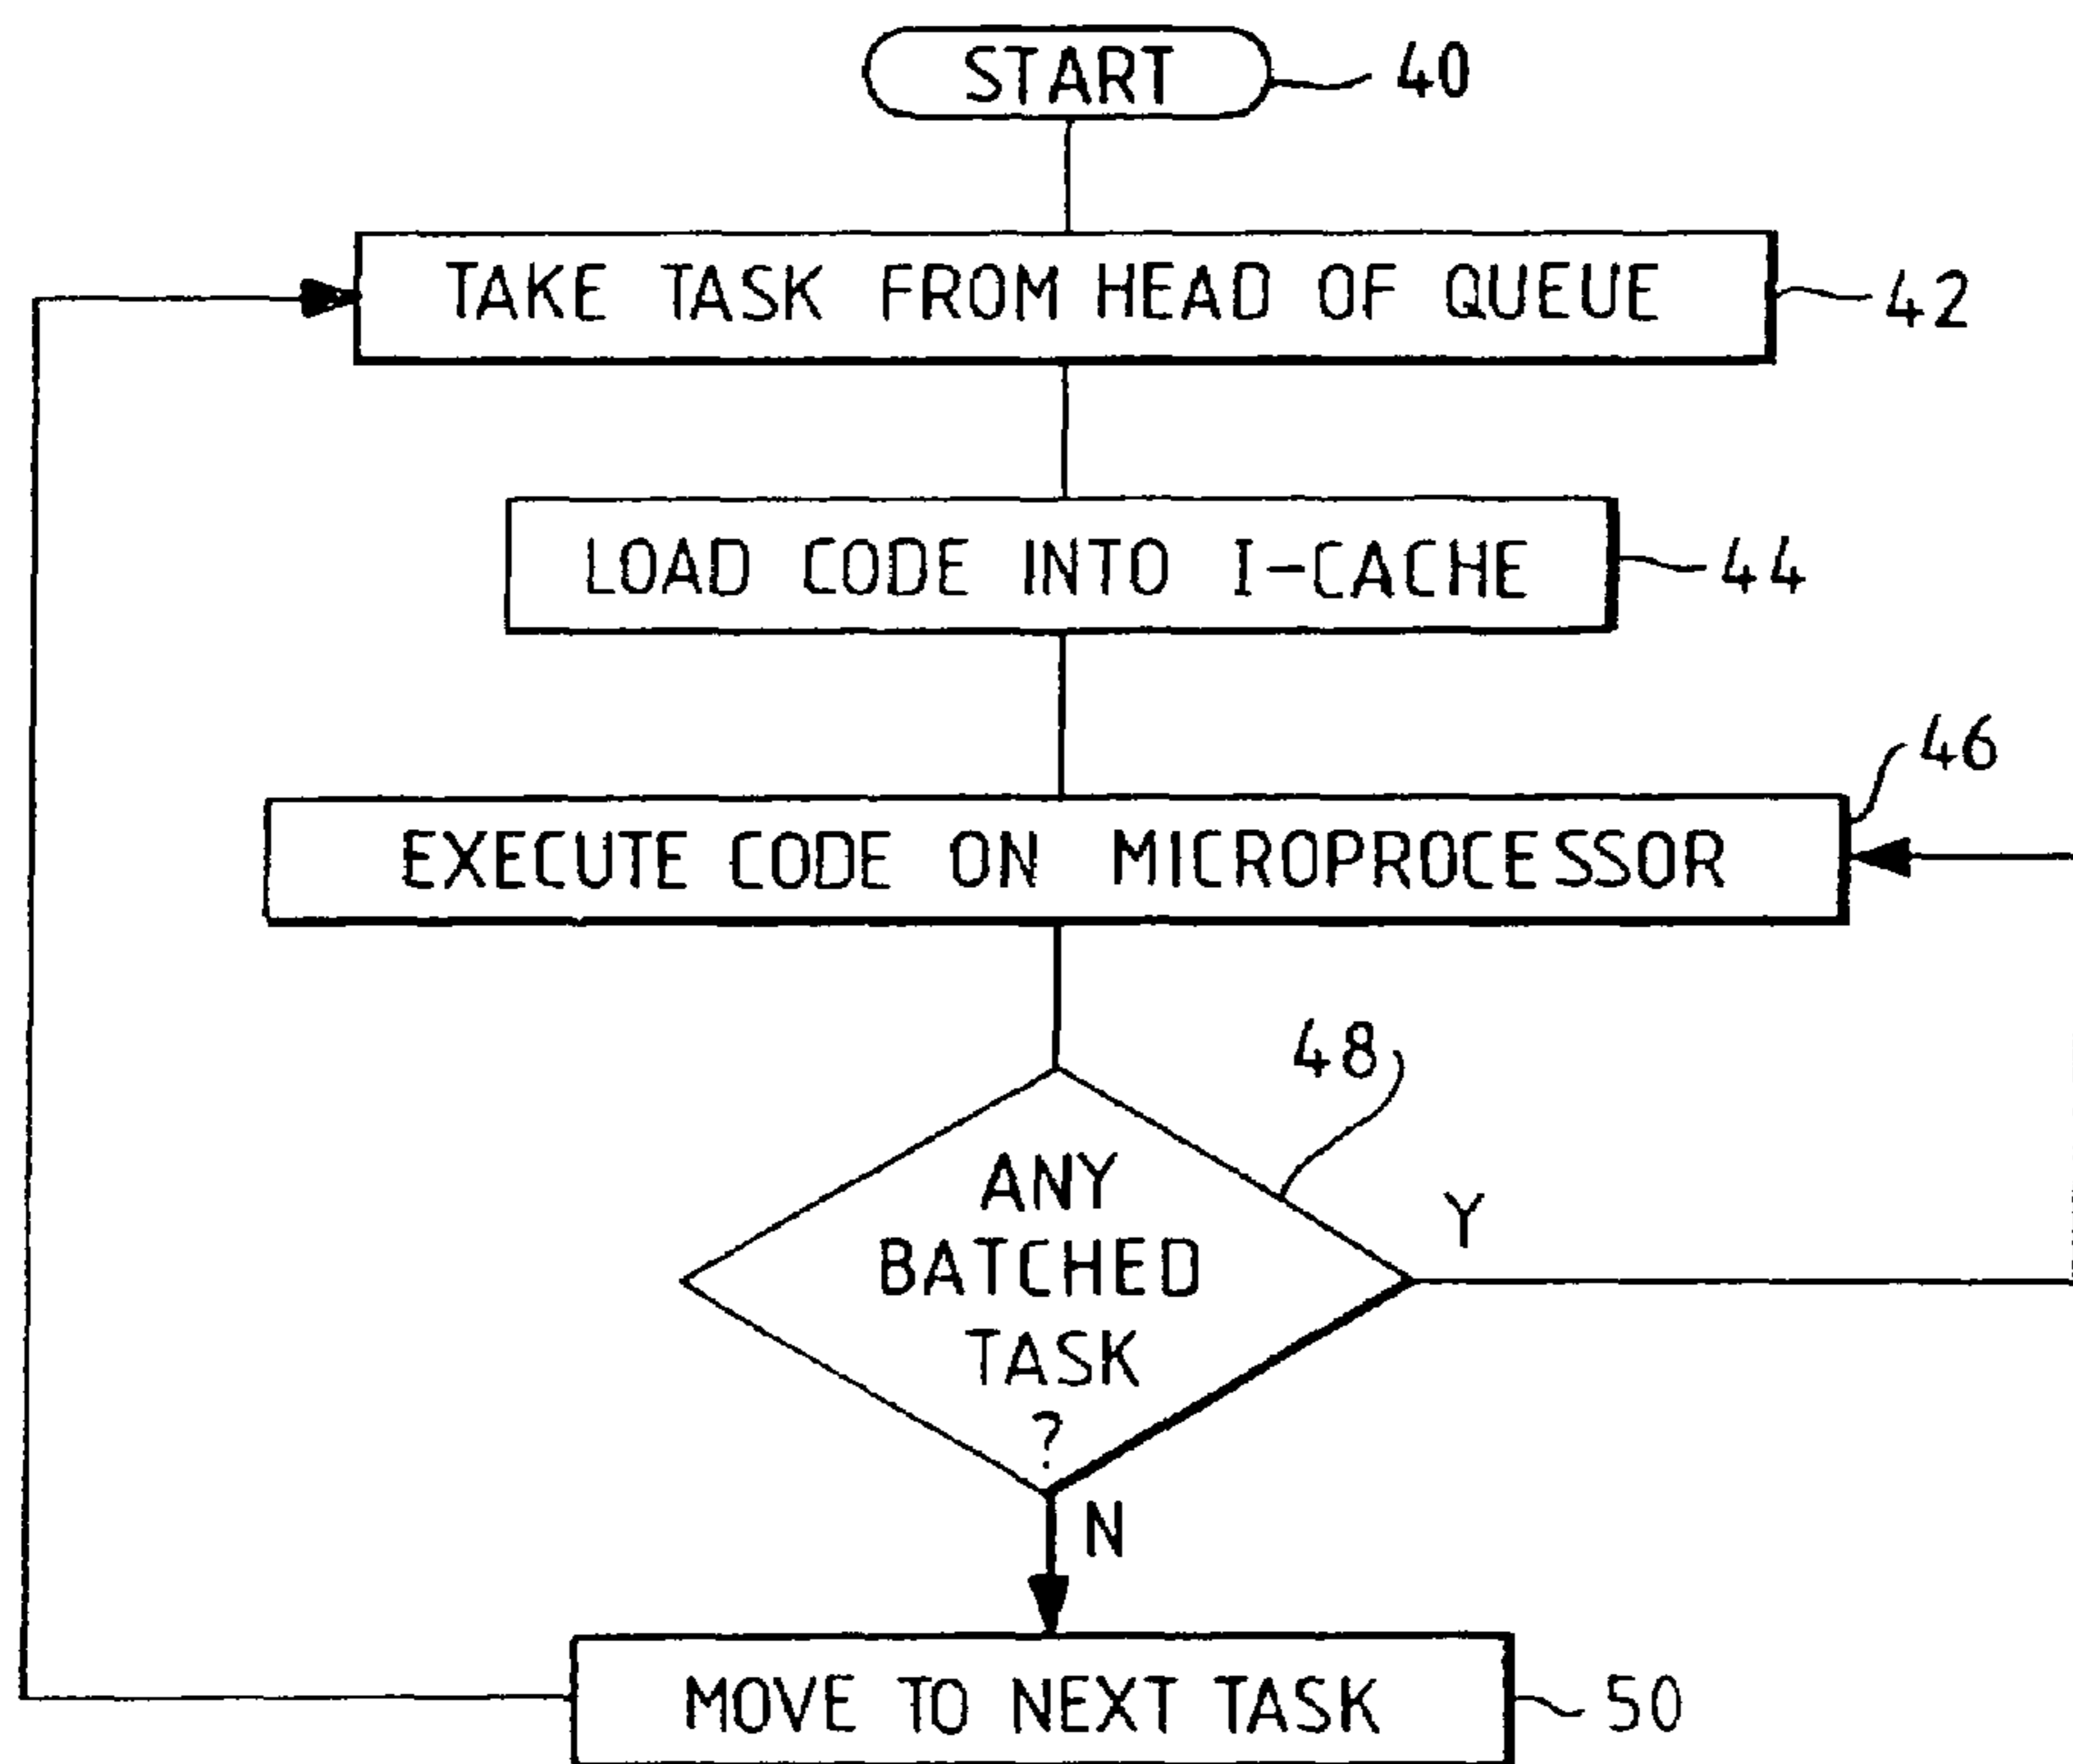 START
40
TAKE TASK FROM HEAD OF QUEUE
42
LOAD CODE INTO I-CACHE
44
46
EXECUTE CODE ON MICROPROCESSOR
48
ANY
BATCHED
TASK
?
Y
N
MOVE TO NEXT TASK
50